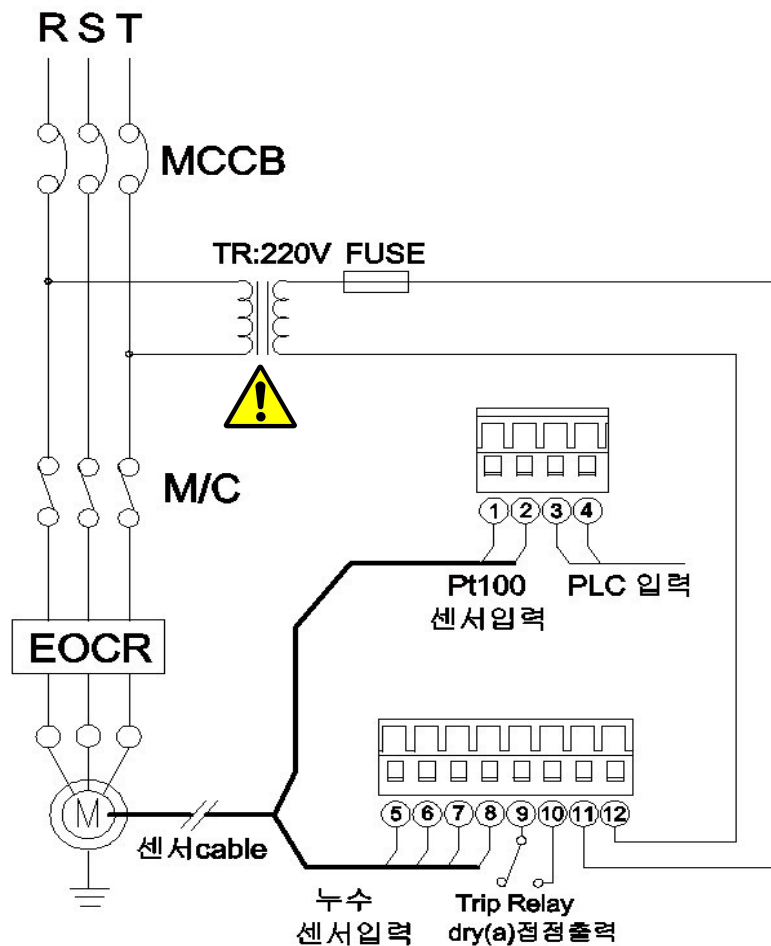 R S T
MCCB
TR:220V FUSE
M/C
1 2 3 4
Pt100
센서입력
PLC 입력
EOCR
M
센서cable
5 6 7 8 9 10 11 12
누수
센서입력
Trip Relay
dry(a)점정출력